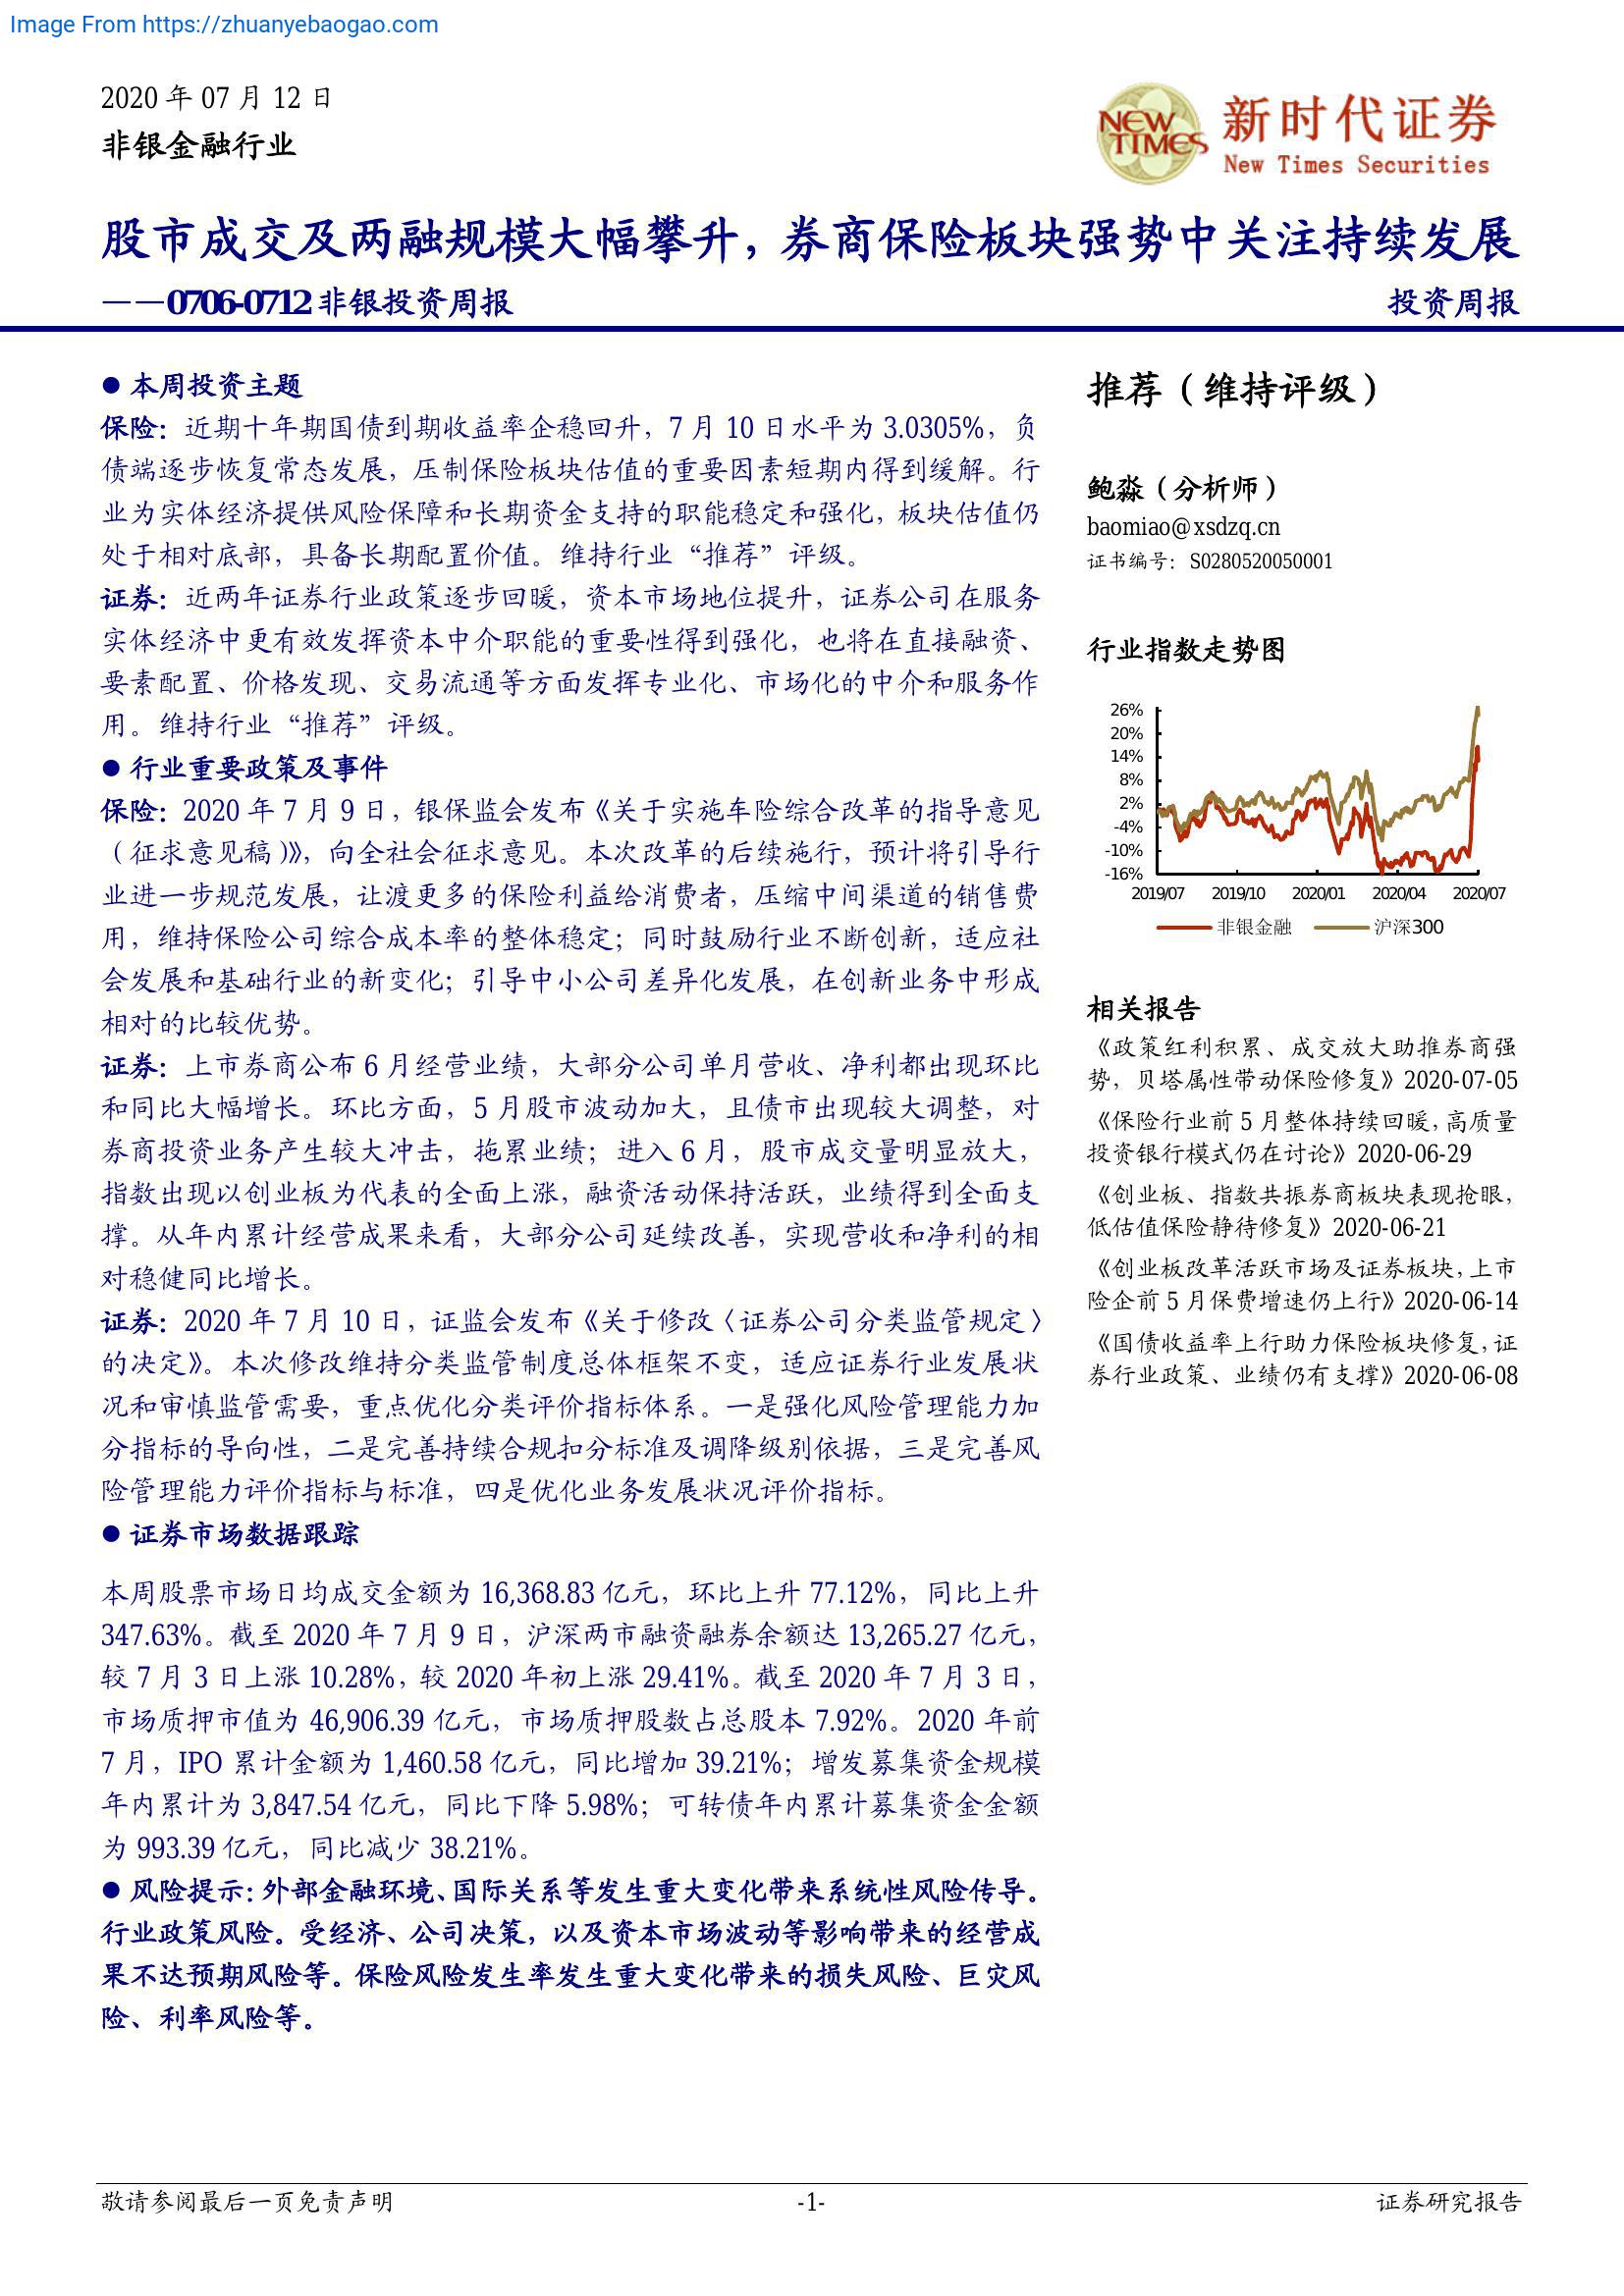 Image From https://zhuanyebaogao.com
2020 年 07 月 12 日
非银金融行业
NEW TIMES
新时代证券
New Times Securities
股市成交及两融规模大幅攀升，券商保险板块强势中关注持续发展
——0706-0712非银投资周报
投资周报
● 本周投资主题
保险：近期十年期国债到期收益率企稳回升，7 月 10 日水平为 3.0305%，负
债端逐步恢复常态发展，压制保险板块估值的重要因素短期内得到缓解。行
业为实体经济提供风险保障和长期资金支持的职能稳定和强化，板块估值仍
处于相对底部，具备长期配置价值。维持行业“推荐”评级。
证券：近两年证券行业政策逐步回暖，资本市场地位提升，证券公司在服务
实体经济中更有效发挥资本中介职能的重要性得到强化，也将在直接融资、
要素配置、价格发现、交易流通等方面发挥专业化、市场化的中介和服务作
用。维持行业“推荐”评级。
● 行业重要政策及事件
保险：2020 年 7 月 9 日，银保监会发布《关于实施车险综合改革的指导意见
（征求意见稿）》，向全社会征求意见。本次改革的后续施行，预计将引导行
业进一步规范发展，让渡更多的保险利益给消费者，压缩中间渠道的销售费
用，维持保险公司综合成本率的整体稳定；同时鼓励行业不断创新，适应社
会发展和基础行业的新变化；引导中小公司差异化发展，在创新业务中形成
相对的比较优势。
证券：上市券商公布 6 月经营业绩，大部分公司单月营收、净利都出现环比
和同比大幅增长。环比方面，5 月股市波动加大，且债市出现较大调整，对
券商投资业务产生较大冲击，拖累业绩；进入 6 月，股市成交量明显放大，
指数出现以创业板为代表的全面上涨，融资活动保持活跃，业绩得到全面支
撑。从年内累计经营成果来看，大部分公司延续改善，实现营收和净利的相
对稳健同比增长。
证券：2020 年 7 月 10 日，证监会发布《关于修改〈证券公司分类监管规定〉
的决定》。本次修改维持分类监管制度总体框架不变，适应证券行业发展状
况和审慎监管需要，重点优化分类评价指标体系。一是强化风险管理能力加
分指标的导向性，二是完善持续合规扣分标准及调降级别依据，三是完善风
险管理能力评价指标与标准，四是优化业务发展状况评价指标。
● 证券市场数据跟踪
本周股票市场日均成交金额为 16,368.83 亿元，环比上升 77.12%，同比上升
347.63%。截至 2020 年 7 月 9 日，沪深两市融资融券余额达 13,265.27 亿元，
较 7 月 3 日上涨 10.28%，较 2020 年初上涨 29.41%。截至 2020 年 7 月 3 日，
市场质押市值为 46,906.39 亿元，市场质押股数占总股本 7.92%。2020 年前
7 月，IPO 累计金额为 1,460.58 亿元，同比增加 39.21%；增发募集资金规模
年内累计为 3,847.54 亿元，同比下降 5.98%；可转债年内累计募集资金金额
为 993.39 亿元，同比减少 38.21%。
● 风险提示：外部金融环境、国际关系等发生重大变化带来系统性风险传导。
行业政策风险。受经济、公司决策，以及资本市场波动等影响带来的经营成
果不达预期风险等。保险风险发生率发生重大变化带来的损失风险、巨灾风
险、利率风险等。
推荐（维持评级）
鲍淼（分析师）
baomiao@xsdzq.cn
证书编号：S0280520050001
行业指数走势图
26%
20%
14%
8%
2%
-4%
-10%
-16%
2019/07 2019/10 2020/01 2020/04 2020/07
非银金融 沪深300
相关报告
《政策红利积累、成交放大助推券商强
势，贝塔属性带动保险修复》2020-07-05
《保险行业前 5 月整体持续回暖，高质量
投资银行模式仍在讨论》2020-06-29
《创业板、指数共振券商板块表现抢眼，
低估值保险静待修复》2020-06-21
《创业板改革活跃市场及证券板块，上市
险企前 5 月保费增速仍上行》2020-06-14
《国债收益率上行助力保险板块修复，证
券行业政策、业绩仍有支撑》2020-06-08
敬请参阅最后一页免责声明
-1-
证券研究报告